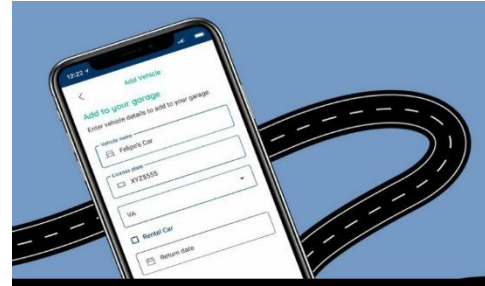 12:22
Add Vehicle
Add to your garage
Enter vehicle details to add to your garage.
Vehicle name
Felipe's Car
License plate
XYZ5555
VA
Rental Car
Return date